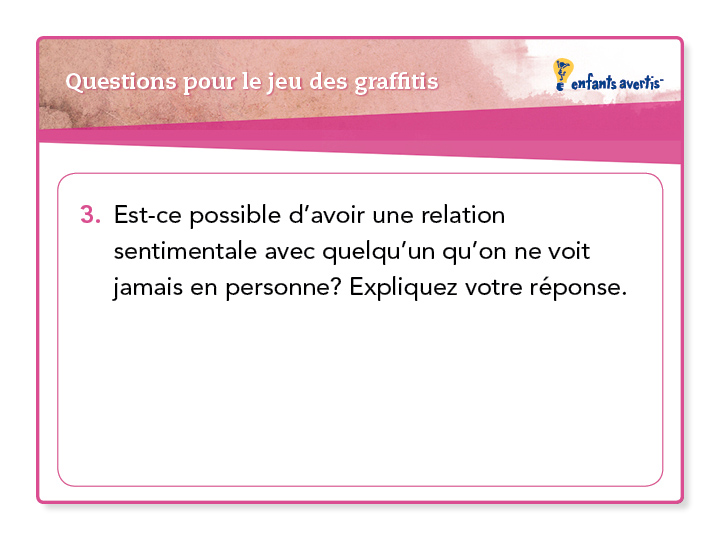 Questions pour le jeu des graffitis
enfants avertis™
3. Est-ce possible d’avoir une relation
sentimentale avec quelqu’un qu’on ne voit
jamais en personne? Expliquez votre réponse.